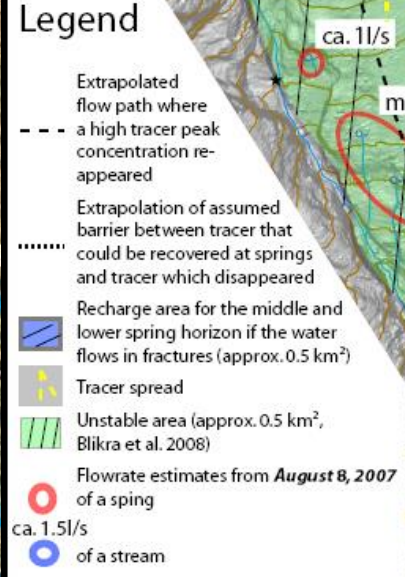 Legend
ca. 1l/s
m
Extrapolated
flow path where
a high tracer peak
concentration re-
appeared
Extrapolation of assumed
barrier between tracer that
could be recovered at springs
and tracer which disappeared
Recharge area for the middle and
lower spring horizon if the water
flows in fractures (approx. 0.5 km²)
Tracer spread
Unstable area (approx. 0.5 km²,
Blikra et al. 2008)
Flowrate estimates from August 8, 2007
of a sping
ca. 1.5l/s
of a stream